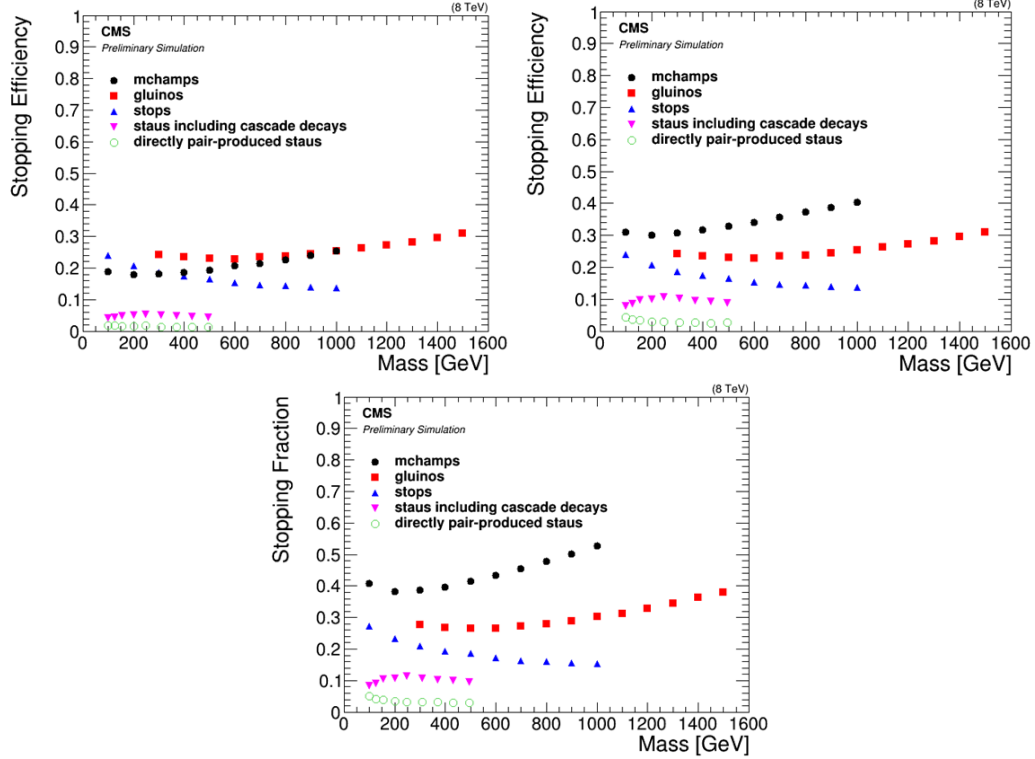 (8 TeV)
CMS
Preliminary Simulation
mchamps
gluinos
stops
staus including cascade decays
directly pair-produced staus
Stopping Efficiency
1
0.9
0.8
0.7
0.6
0.5
0.4
0.3
0.2
0.1
0
0 200 400 600 800 1000 1200 1400 1600
Mass [GeV]
(8 TeV)
CMS
Preliminary Simulation
mchamps
gluinos
stops
staus including cascade decays
directly pair-produced staus
Stopping Efficiency
1
0.9
0.8
0.7
0.6
0.5
0.4
0.3
0.2
0.1
0
0 200 400 600 800 1000 1200 1400 1600
Mass [GeV]
(8 TeV)
CMS
Preliminary Simulation
mchamps
gluinos
stops
staus including cascade decays
directly pair-produced staus
Stopping Fraction
1
0.9
0.8
0.7
0.6
0.5
0.4
0.3
0.2
0.1
0
0 200 400 600 800 1000 1200 1400 1600
Mass [GeV]